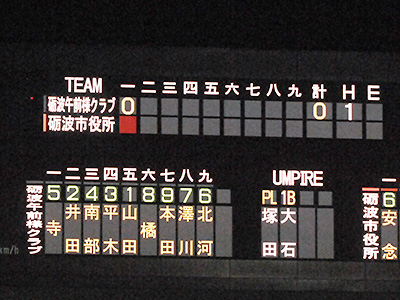 TEAM 一 二 三 四 五 六 七 八 九 計 H E
砺波午前様クラブ 0 0 1
砺波市役所
一 二 三 四 五 六 七 八 九 UMPIRE 一
砺波午前様クラブ 5 2 4 3 1 8 9 7 6 PL 1B 砺波市役所 6
寺田 井田 南部 平木 山田 橘 本田 澤川 北河 塚田 大石 安念
km/h